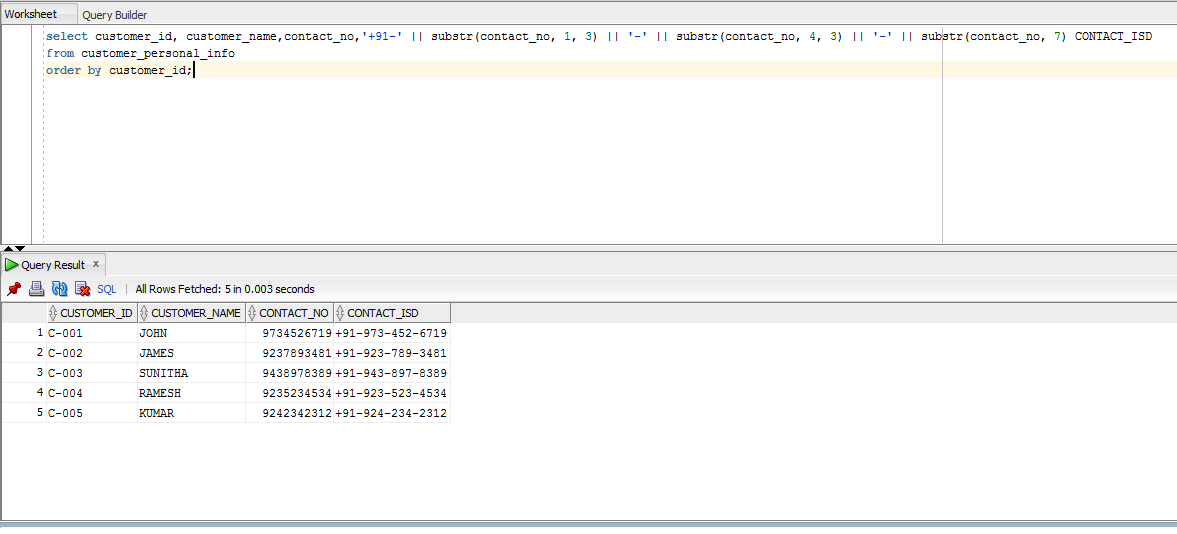 Worksheet Query Builder
select customer_id, customer_name,contact_no,'+91-' || substr(contact_no, 1, 3) || '-' || substr(contact_no, 4, 3) || '-' || substr(contact_no, 7) CONTACT_ISD
from customer_personal_info
order by customer_id;
Query Result x
SQL | All Rows Fetched: 5 in 0.003 seconds
CUSTOMER_ID CUSTOMER_NAME CONTACT_NO CONTACT_ISD
1 C-001 JOHN 9734526719 +91-973-452-6719
2 C-002 JAMES 9237893481 +91-923-789-3481
3 C-003 SUNITHA 9438978389 +91-943-897-8389
4 C-004 RAMESH 9235234534 +91-923-523-4534
5 C-005 KUMAR 9242342312 +91-924-234-2312